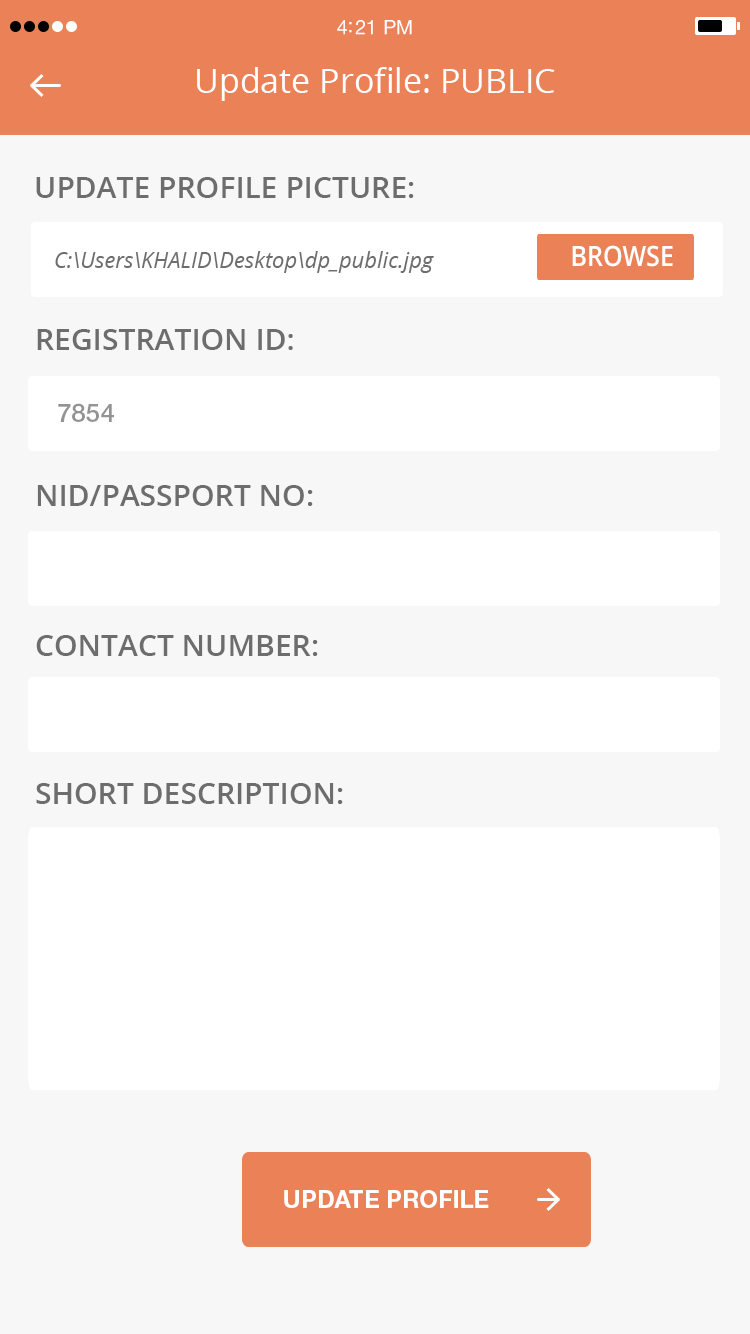 4:21 PM
Update Profile: PUBLIC
UPDATE PROFILE PICTURE:
C:\Users\KHALID\Desktop\dp_public.jpg
BROWSE
REGISTRATION ID:
7854
NID/PASSPORT NO:
CONTACT NUMBER:
SHORT DESCRIPTION:
UPDATE PROFILE